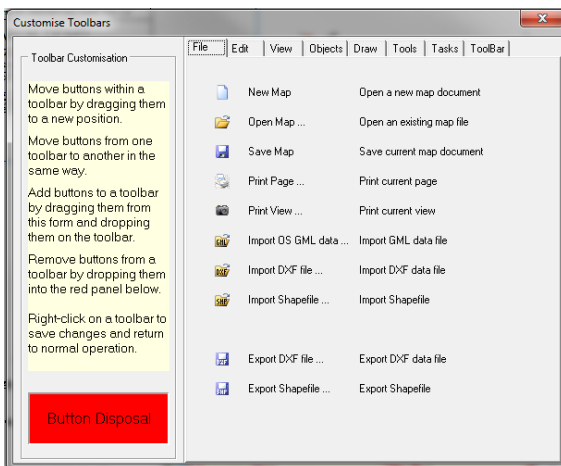 Customise Toolbars
Toolbar Customisation
Move buttons within a
toolbar by dragging them
to a new position.
Move buttons from one
toolbar to another in the
same way.
Add buttons to a toolbar
by dragging them from
this form and dropping
them on the toolbar.
Remove buttons from a
toolbar by dropping them
into the red panel below.
Right-click on a toolbar to
save changes and return
to normal operation.
Button Disposal
File Edit View Objects Draw Tools Tasks ToolBar
New Map Open a new map document
Open Map ... Open an existing map file
Save Map Save current map document
Print Page ... Print current page
Print View ... Print current view
GML Import OS GML data ... Import GML data file
DXF Import DXF file ... Import DXF data file
SHP Import Shapefile ... Import Shapefile
Export DXF file ... Export DXF data file
Export Shapefile ... Export Shapefile